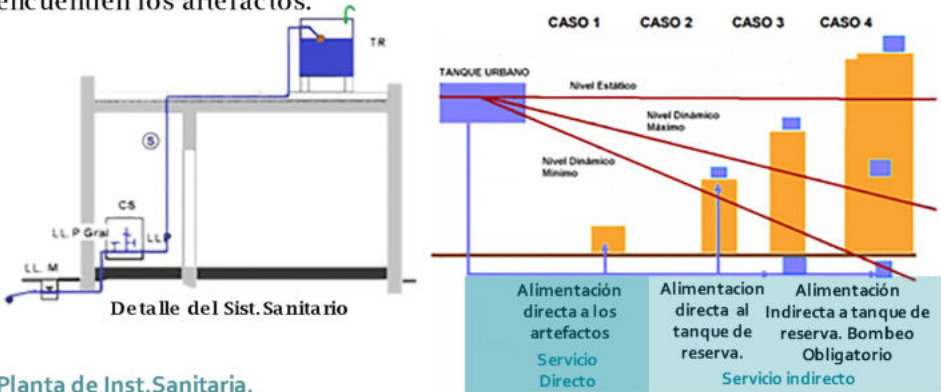 encuentren los artefactos.
TR
S
CS
LL.P Gral
LLP
LL. M
Detalle del Sist. Sanitario
Planta de Inst. Sanitaria.
CASO 1 CASO 2 CASO 3 CASO 4
TANQUE URBANO
Nivel Estático
Nivel Dinámico
Máximo
Nivel Dinámico
Mínimo
Alimentación
directa a los
artefactos
Servicio
Directo
Alimentacion
directa al
tanque de
reserva.
Alimentación
Indirecta a tanque de
reserva. Bombeo
Obligatorio
Servicio indirecto